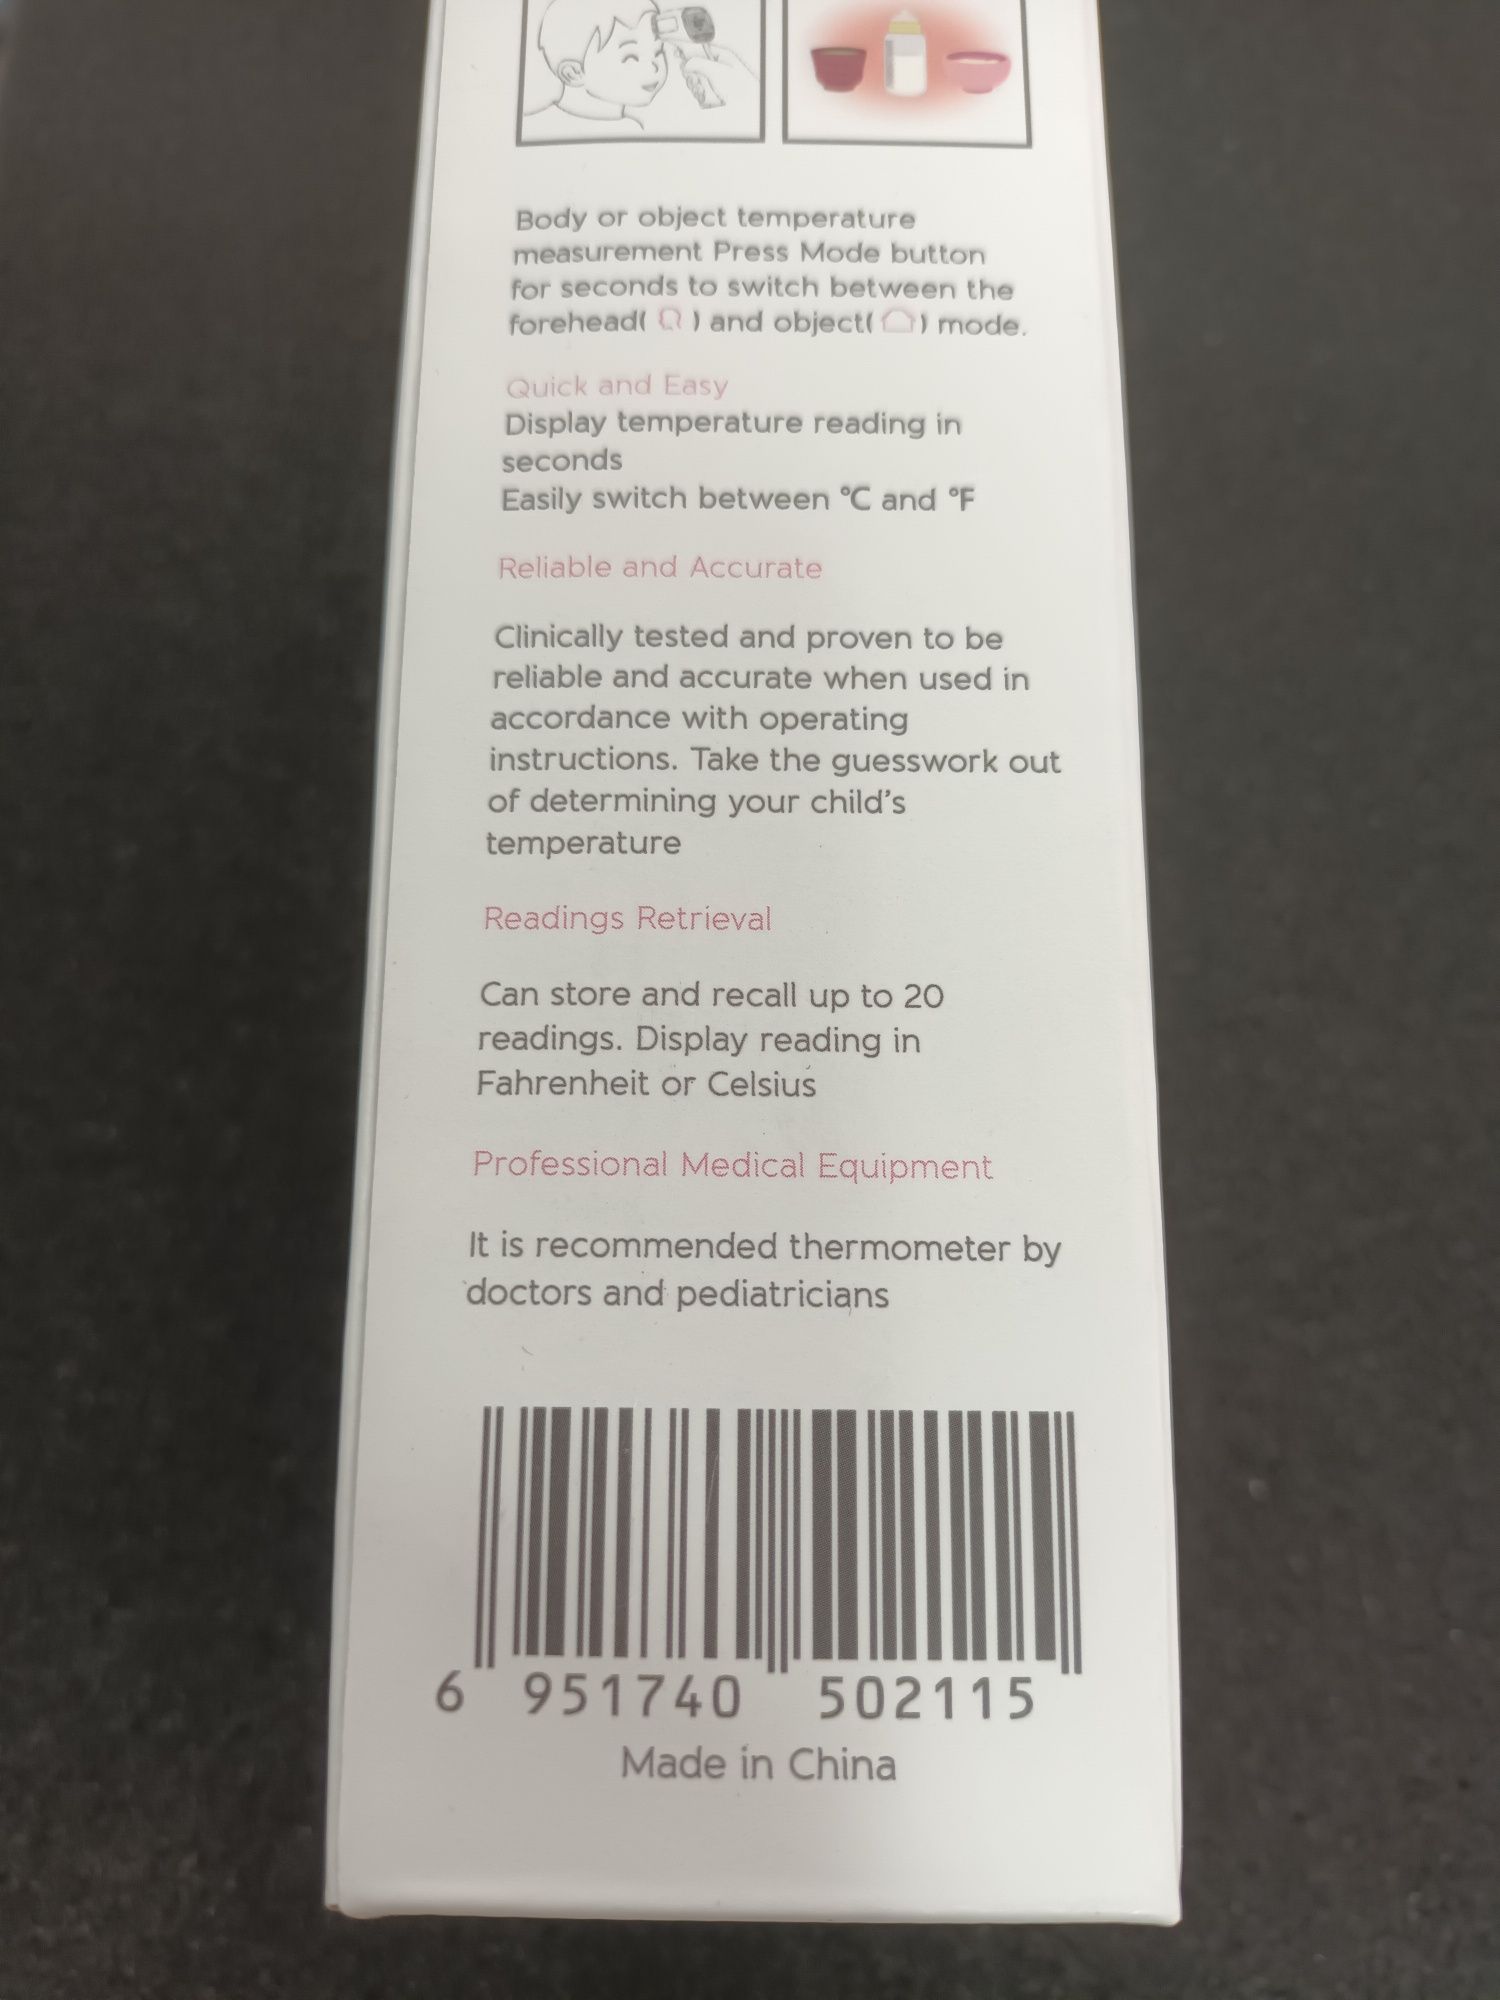 Body or object temperature
measurement Press Mode button
for seconds to switch between the
forehead( ) and object( ) mode.
Quick and Easy
Display temperature reading in
seconds
Easily switch between °C and °F
Reliable and Accurate
Clinically tested and proven to be
reliable and accurate when used in
accordance with operating
instructions. Take the guesswork out
of determining your child's
temperature
Readings Retrieval
Can store and recall up to 20
readings. Display reading in
Fahrenheit or Celsius
Professional Medical Equipment
It is recommended thermometer by
doctors and pediatricians
6 951740 502115
Made in China